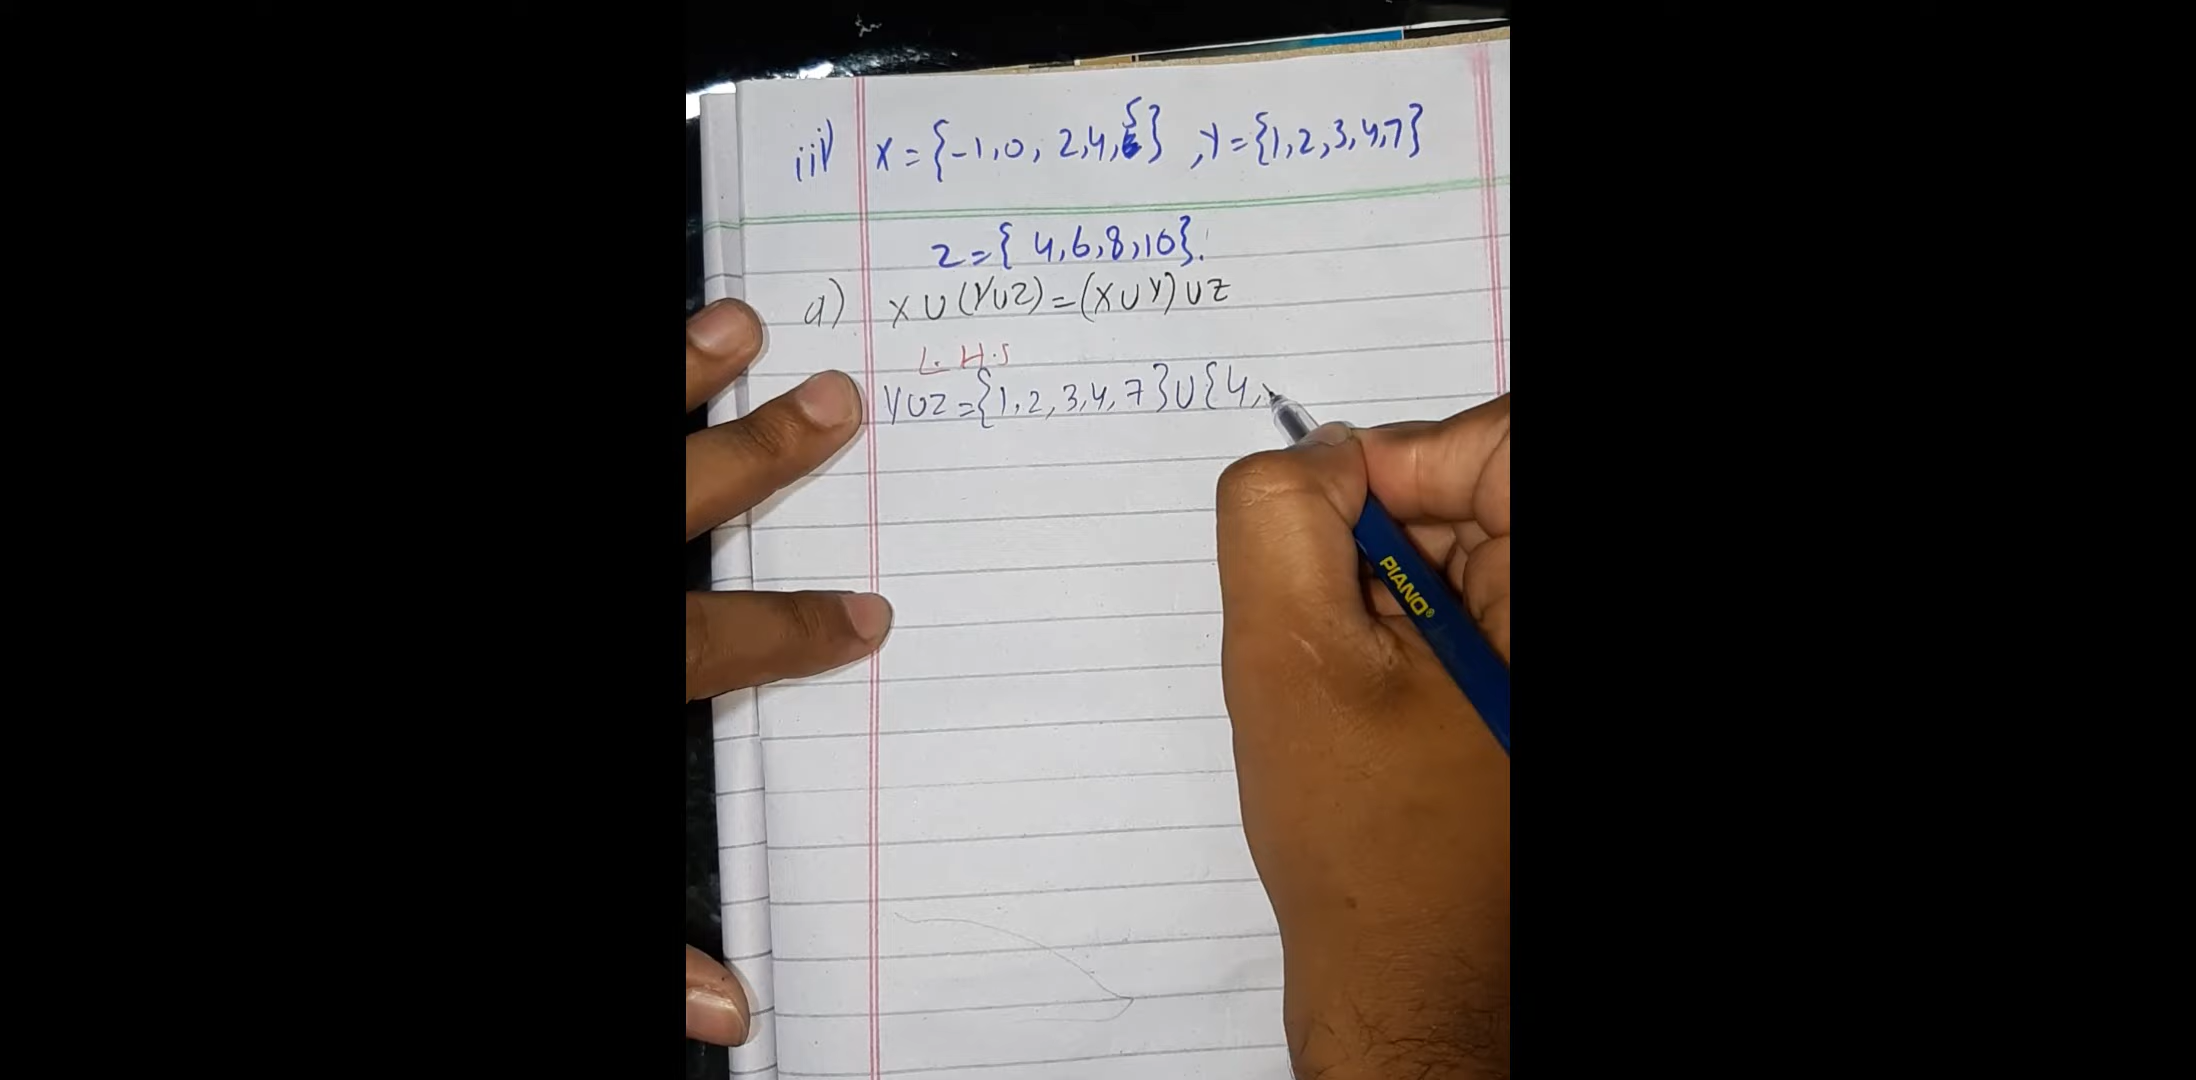 iii) X = {-1, 0, 2, 4, 5} , Y = {1, 2, 3, 4, 7}
Z = { 4, 6, 8, 10}.
a) X ∪ (Y∪Z) = (X ∪ Y) ∪ Z
L.H.S
Y∪Z = {1, 2, 3, 4, 7} ∪ {4,
PIANO®